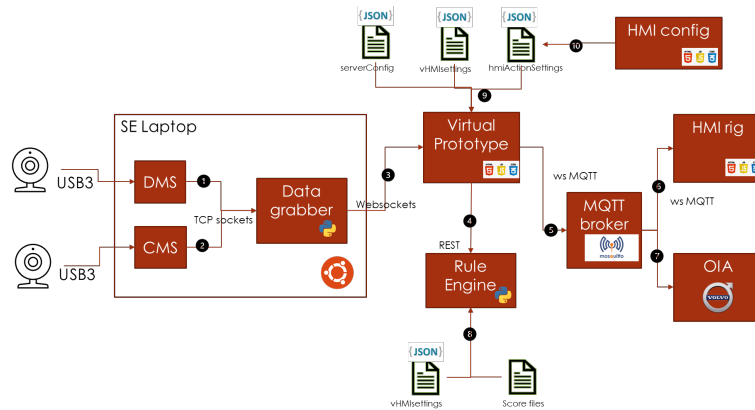 {JSON}
{JSON}
{JSON}
serverConfig
vHMIsettings
hmiActionSettings
10
HMI config
9
SE Laptop
USB3
DMS
1
USB3
CMS
2
TCP sockets
Data
grabber
Websockets
3
Virtual
Prototype
4
REST
Rule
Engine
8
{JSON}
vHMIsettings
Score files
ws MQTT
5
MQTT
broker
mosquitto
6
ws MQTT
7
HMI rig
OIA
VOLVO